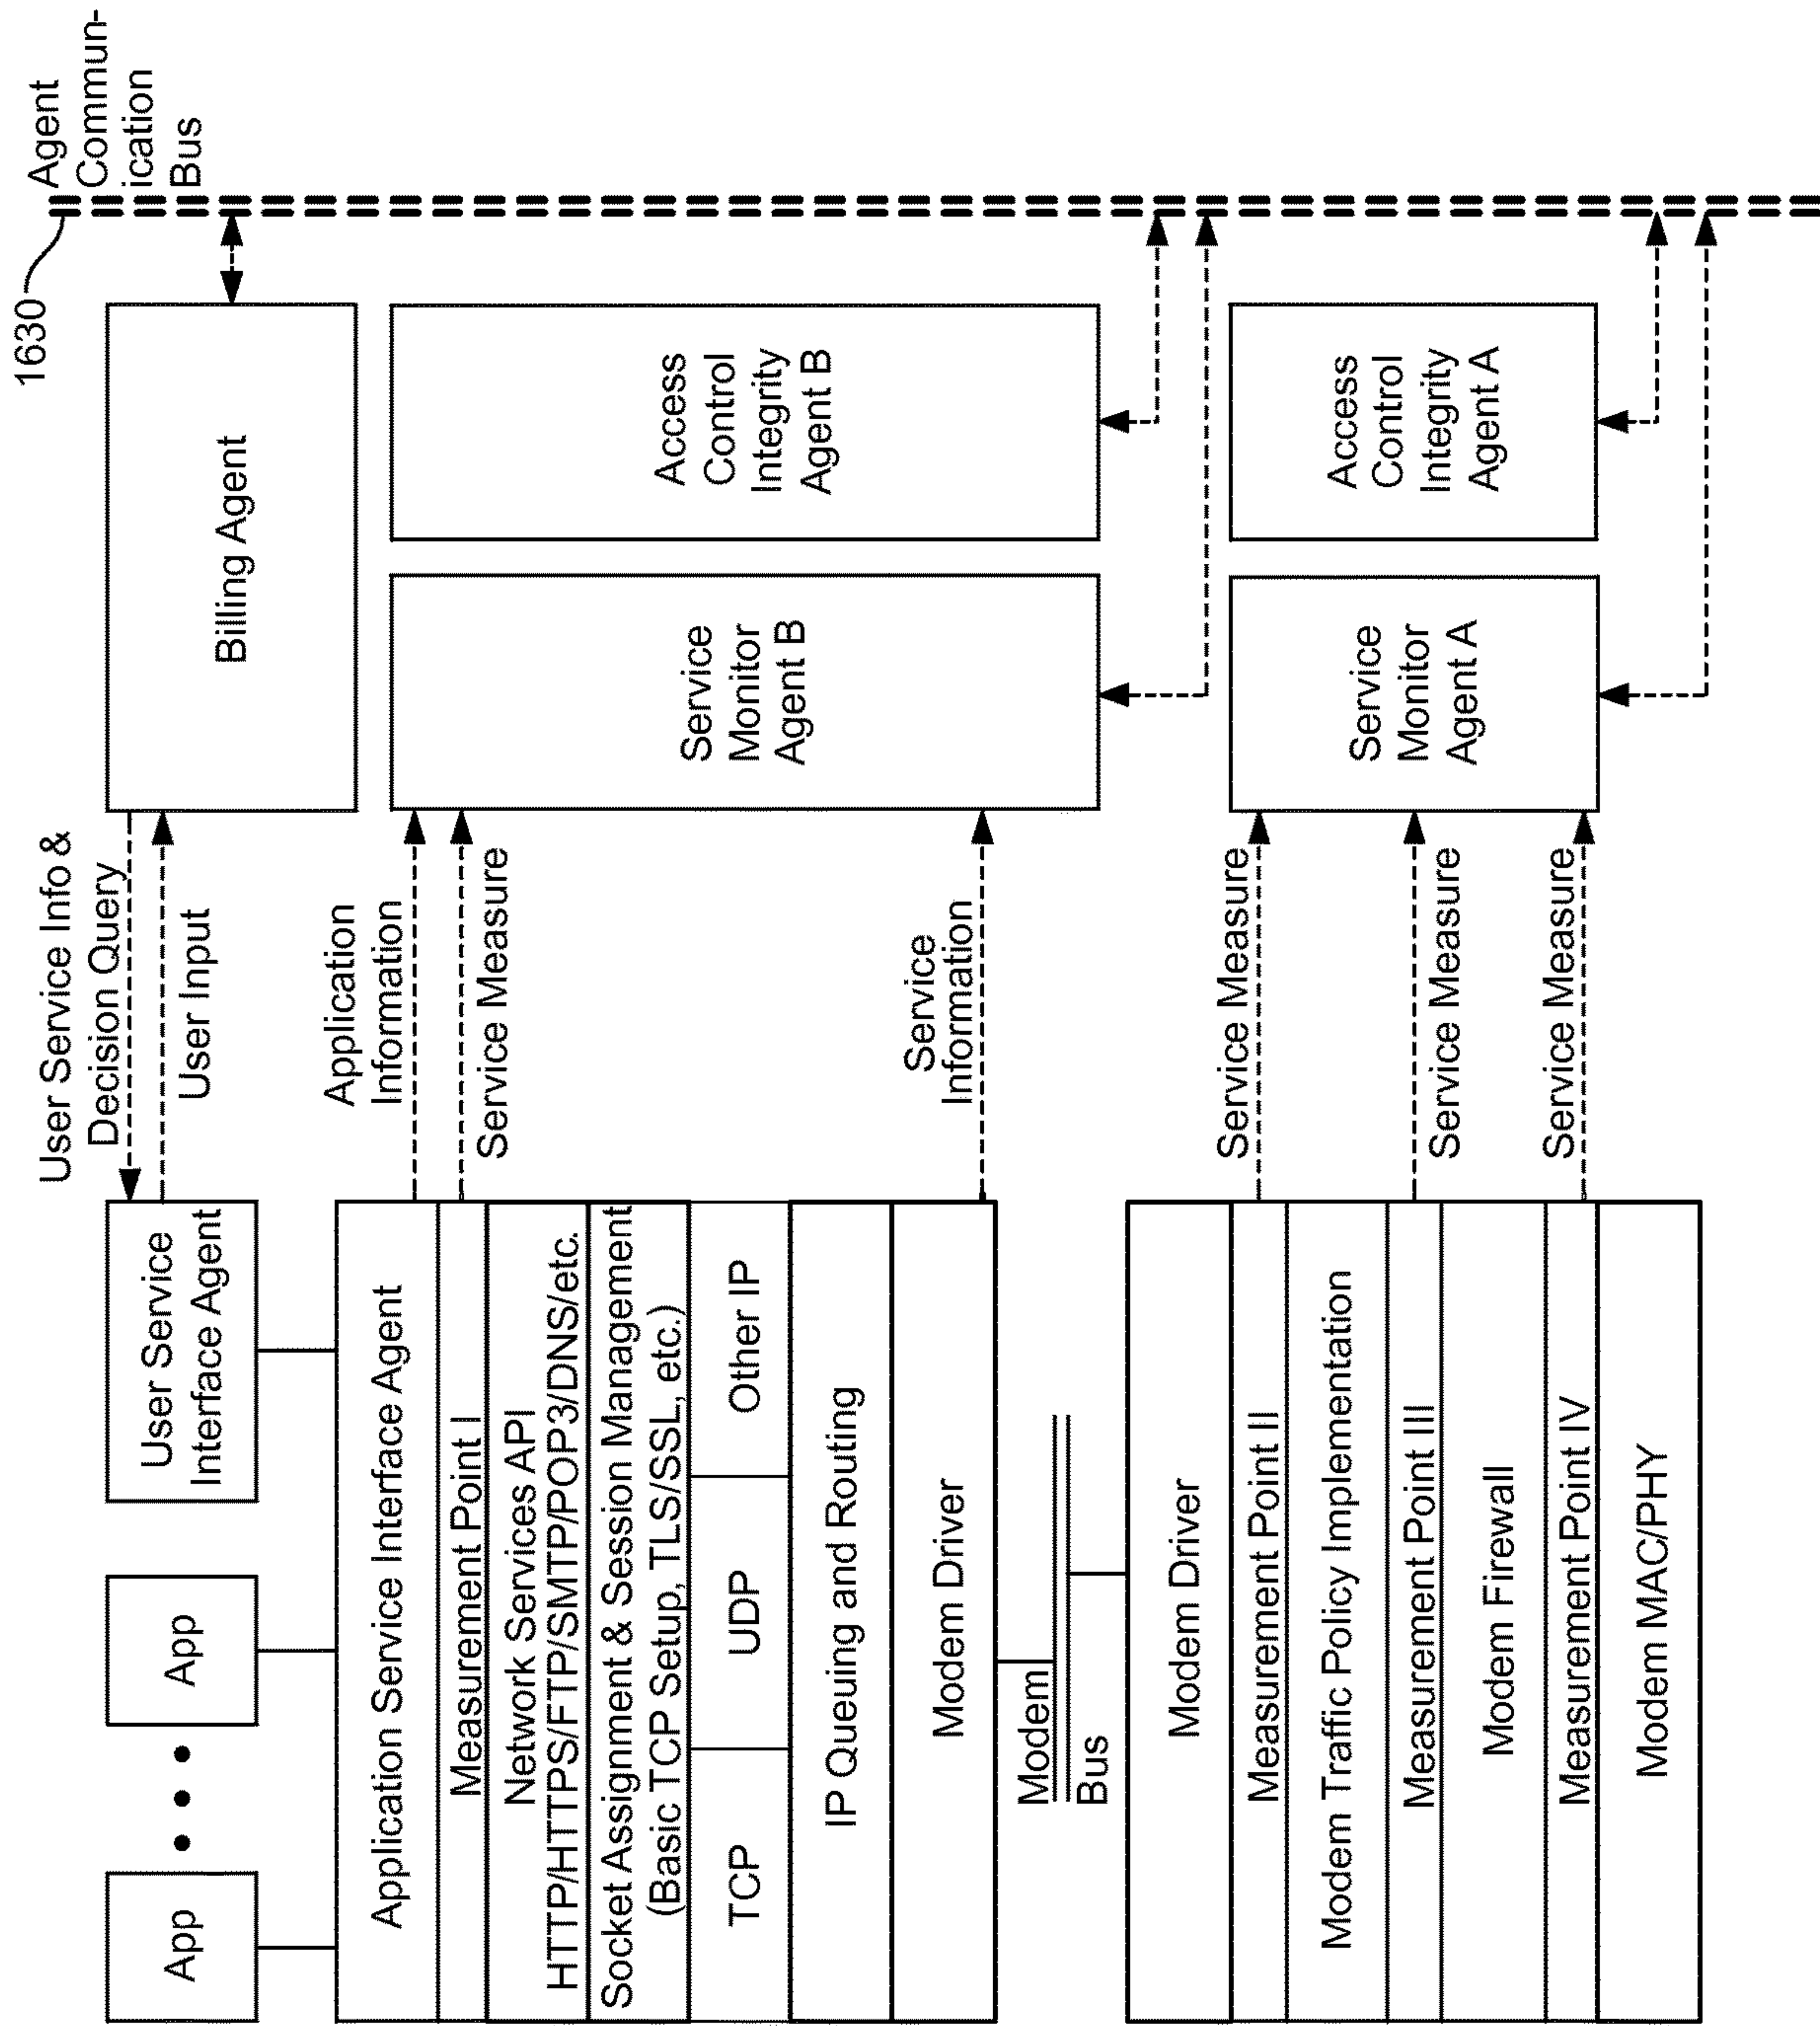 App
App
User Service
Interface Agent
User Service Info &
Decision Query
User Input
Billing Agent
1630
Agent
Commun-
ication
Bus
Application Service Interface Agent
Measurement Point I
Network Services API
HTTP/HTTPS/FTP/SMTP/POP3/DNS/etc.
Socket Assignment & Session Management
(Basic TCP Setup, TLS/SSL, etc.)
TCP
UDP
Other IP
IP Queuing and Routing
Modem Driver
Application
Information
Service Measure
Service
Information
Service
Monitor
Agent B
Access
Control
Integrity
Agent B
Modem
Bus
Modem Driver
Measurement Point II
Modem Traffic Policy Implementation
Measurement Point III
Modem Firewall
Measurement Point IV
Modem MAC/PHY
Service Measure
Service Measure
Service Measure
Service
Monitor
Agent A
Access
Control
Integrity
Agent A